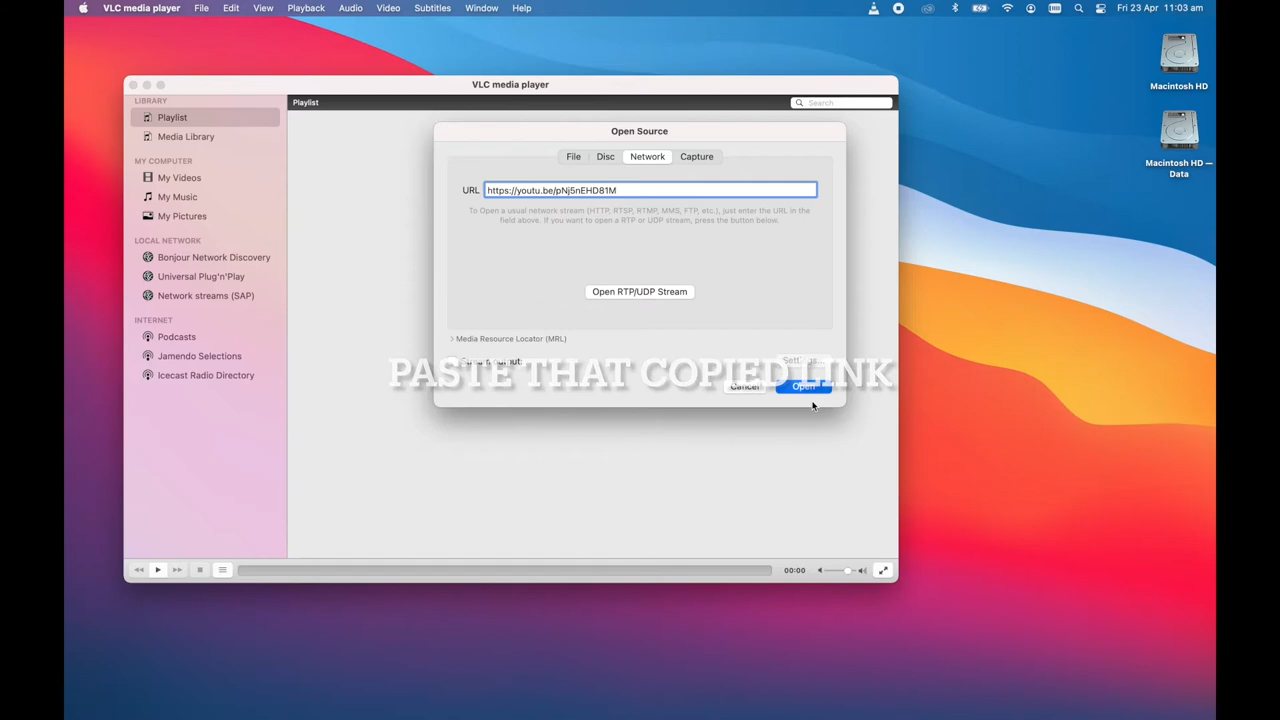 VLC media player File Edit View Playback Audio Video Subtitles Window Help Fri 23 Apr 11:03 am
Macintosh HD
Macintosh HD —
Data
VLC media player
LIBRARY
Playlist
Media Library
MY COMPUTER
My Videos
My Music
My Pictures
LOCAL NETWORK
Bonjour Network Discovery
Universal Plug'n'Play
Network streams (SAP)
INTERNET
Podcasts
Jamendo Selections
Icecast Radio Directory
Playlist Search
Open Source
File Disc Network Capture
URL https://youtu.be/pNj5nEHD81M
To Open a usual network stream (HTTP, RTSP, RTMP, MMS, FTP, etc.), just enter the URL in the
field above. If you want to open a RTP or UDP stream, press the button below.
Open RTP/UDP Stream
Media Resource Locator (MRL)
Settings...
PASTE THAT COPIED LINK
Cancel Open
00:00